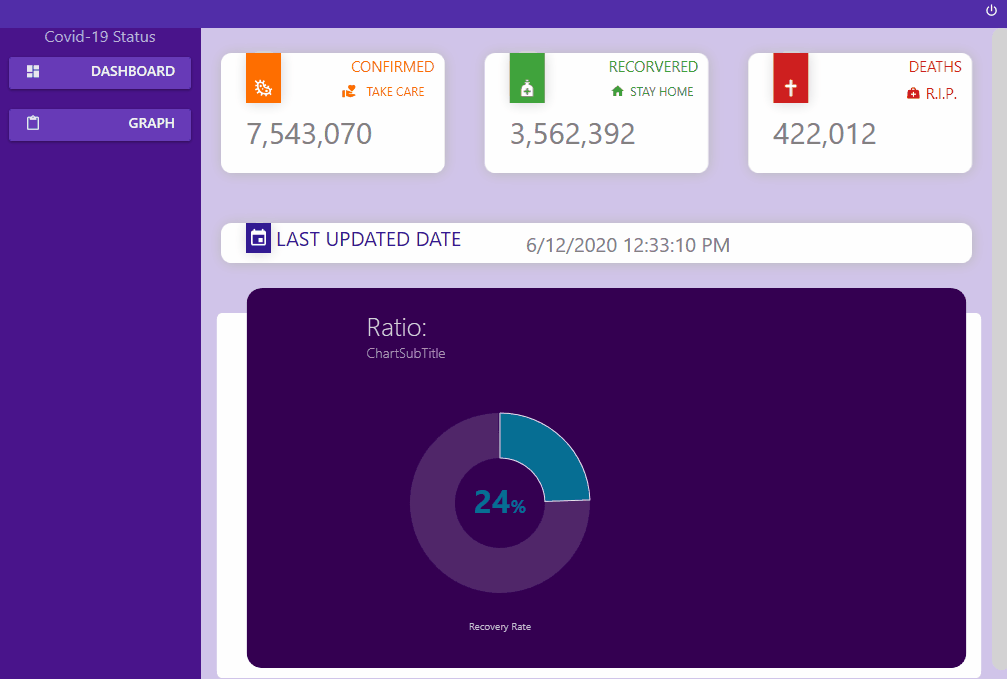 Covid-19 Status
DASHBOARD
GRAPH
CONFIRMED
TAKE CARE
7,543,070
RECORVERED
STAY HOME
3,562,392
DEATHS
R.I.P.
422,012
LAST UPDATED DATE
6/12/2020 12:33:10 PM
Ratio:
ChartSubTitle
24%
Recovery Rate